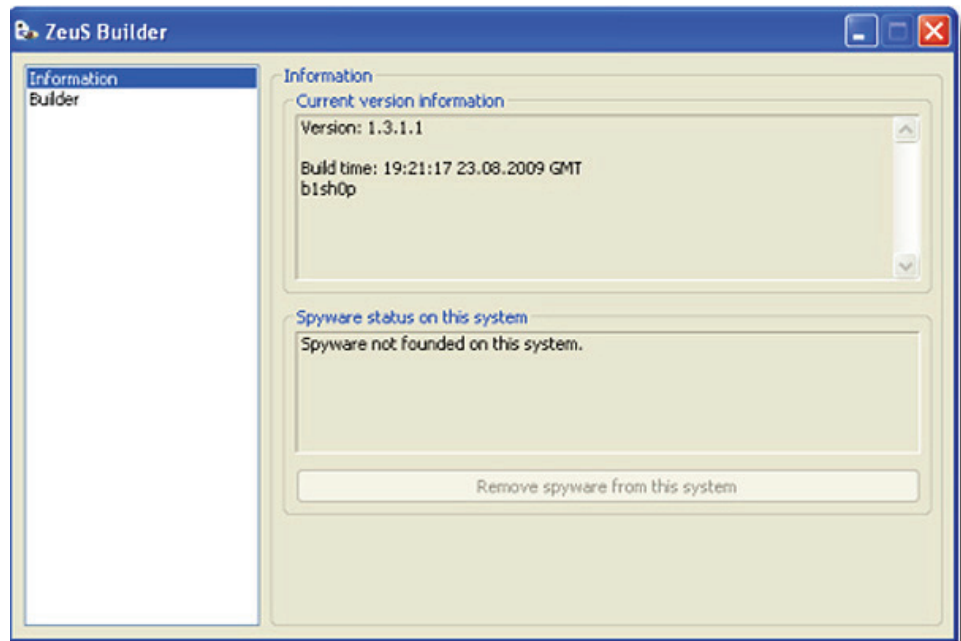 ZeuS Builder
Information
Builder
Information
Current version information
Version: 1.3.1.1
Build time: 19:21:17 23.08.2009 GMT
b1sh0p
Spyware status on this system
Spyware not founded on this system.
Remove spyware from this system